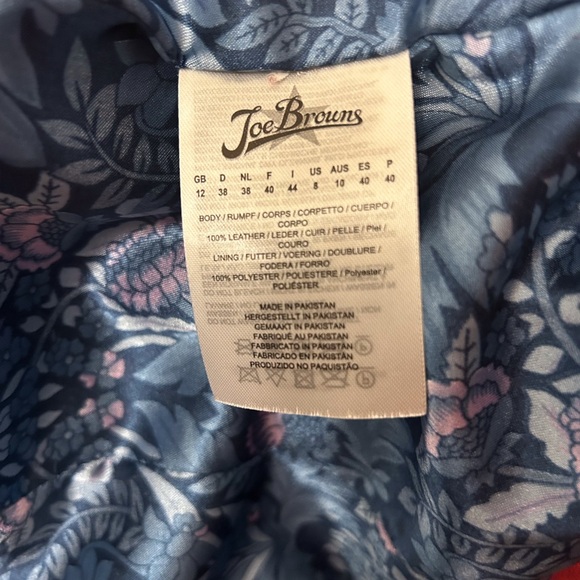 Joe Browns
GB D NL F I US AUS ES P
12 38 38 40 44 8 10 40 40
BODY / RUMPF / CORPS / CORPETTO / CUERPO /
CORPO
100% LEATHER / LEDER / CUIR / PELLE / Piel /
COURO
LINING / FUTTER / VOERING / DOUBLURE /
FODERA / FORRO
100% POLYESTER / POLIESTERE / Polyester /
POLIÉSTER
MADE IN PAKISTAN
HERGESTELLT IN PAKISTAN
GEMAAKT IN PAKISTAN
FABRIQUÉ AU PAKISTAN
FABBRICATO IN PAKISTAN
FABRICADO EN PAKISTÁN
PRODUZIDO NO PAQUISTÃO